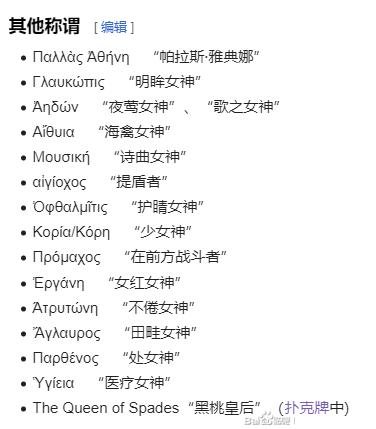 其他称谓 [编辑]
Παλλὰς Ἀθήνη “帕拉斯·雅典娜”
Γλαυκώπις “明眸女神”
Ἀηδών “夜莺女神”、“歌之女神”
Αἴθυια “海禽女神”
Μουσική “诗曲女神”
αἰγίοχος “提盾者”
Ὀφθαλμῖτις “护睛女神”
Κορία/Κόρη “少女神”
Πρόμαχος “在前方战斗者”
Ἐργάνη “女红女神”
Ἀτρυτώνη “不倦女神”
Ἄγλαυρος “田畦女神”
Παρθένος “处女神”
Ὑγίεια “医疗女神”
The Queen of Spades“黑桃皇后” (扑克牌中)